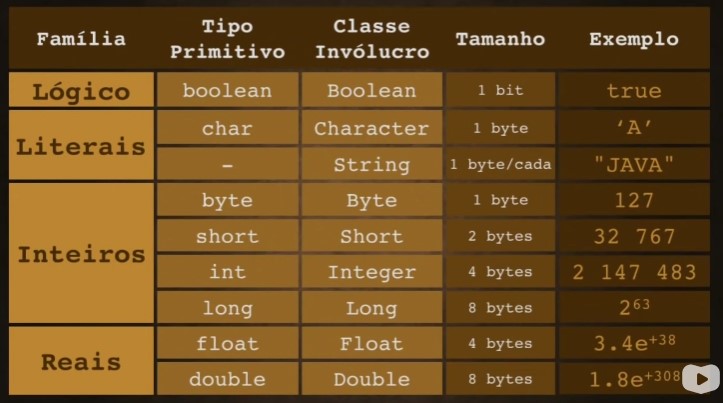 Família Tipo Primitivo Classe Invólucro Tamanho Exemplo
Lógico boolean Boolean 1 bit true
Literais char Character 1 byte ‘A’
– String 1 byte/cada "JAVA"
Inteiros byte Byte 1 byte 127
short Short 2 bytes 32 767
int Integer 4 bytes 2 147 483
long Long 8 bytes 2⁶³
Reais float Float 4 bytes 3.4e⁺³⁸
double Double 8 bytes 1.8e⁺³⁰⁸